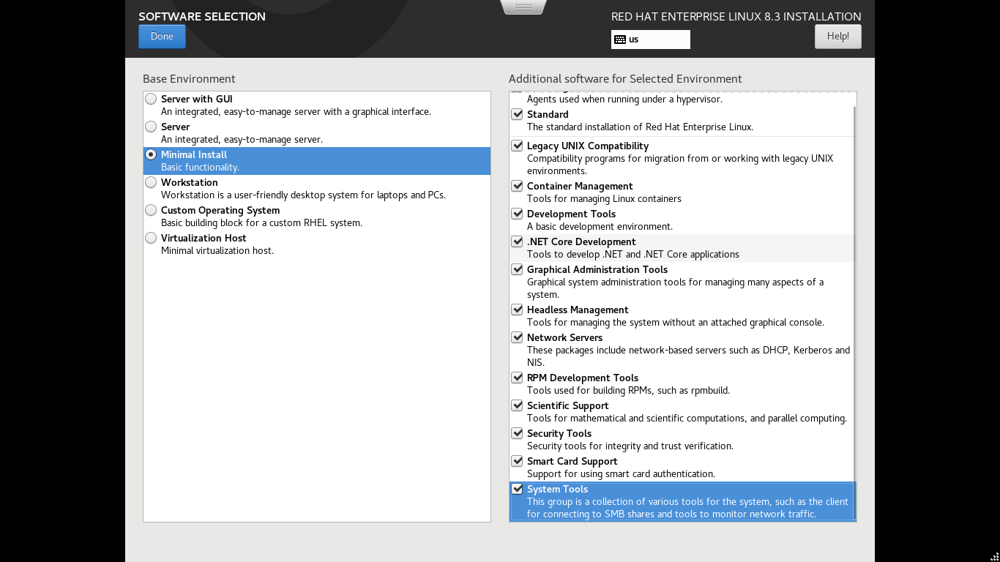 SOFTWARE SELECTION
RED HAT ENTERPRISE LINUX 8.3 INSTALLATION
Done
us
Help!
Base Environment
Server with GUI
An integrated, easy-to-manage server with a graphical interface.
Server
An integrated, easy-to-manage server.
Minimal Install
Basic functionality.
Workstation
Workstation is a user-friendly desktop system for laptops and PCs.
Custom Operating System
Basic building block for a custom RHEL system.
Virtualization Host
Minimal virtualization host.
Additional software for Selected Environment
Agents used when running under a hypervisor.
Standard
The standard installation of Red Hat Enterprise Linux.
Legacy UNIX Compatibility
Compatibility programs for migration from or working with legacy UNIX
environments.
Container Management
Tools for managing Linux containers
Development Tools
A basic development environment.
.NET Core Development
Tools to develop .NET and .NET Core applications
Graphical Administration Tools
Graphical system administration tools for managing many aspects of a
system.
Headless Management
Tools for managing the system without an attached graphical console.
Network Servers
These packages include network-based servers such as DHCP, Kerberos and
NIS.
RPM Development Tools
Tools used for building RPMs, such as rpmbuild.
Scientific Support
Tools for mathematical and scientific computations, and parallel computing.
Security Tools
Security tools for integrity and trust verification.
Smart Card Support
Support for using smart card authentication.
System Tools
This group is a collection of various tools for the system, such as the client
for connecting to SMB shares and tools to monitor network traffic.